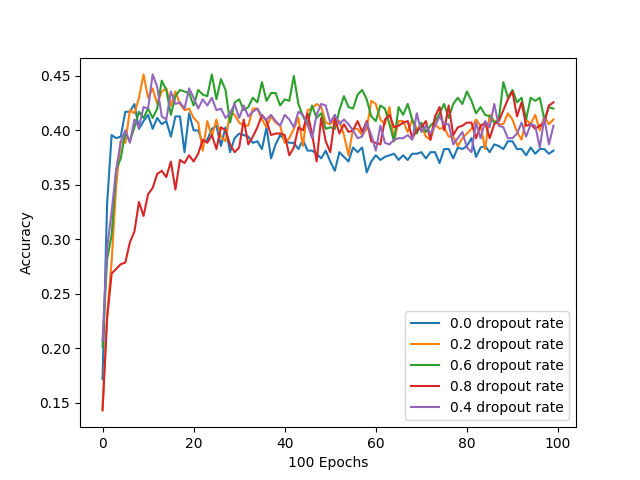 0.45
0.40
0.35
0.30
0.25
0.20
0.15
Accuracy
0.0 dropout rate
0.2 dropout rate
0.6 dropout rate
0.8 dropout rate
0.4 dropout rate
0 20 40 60 80 100
100 Epochs